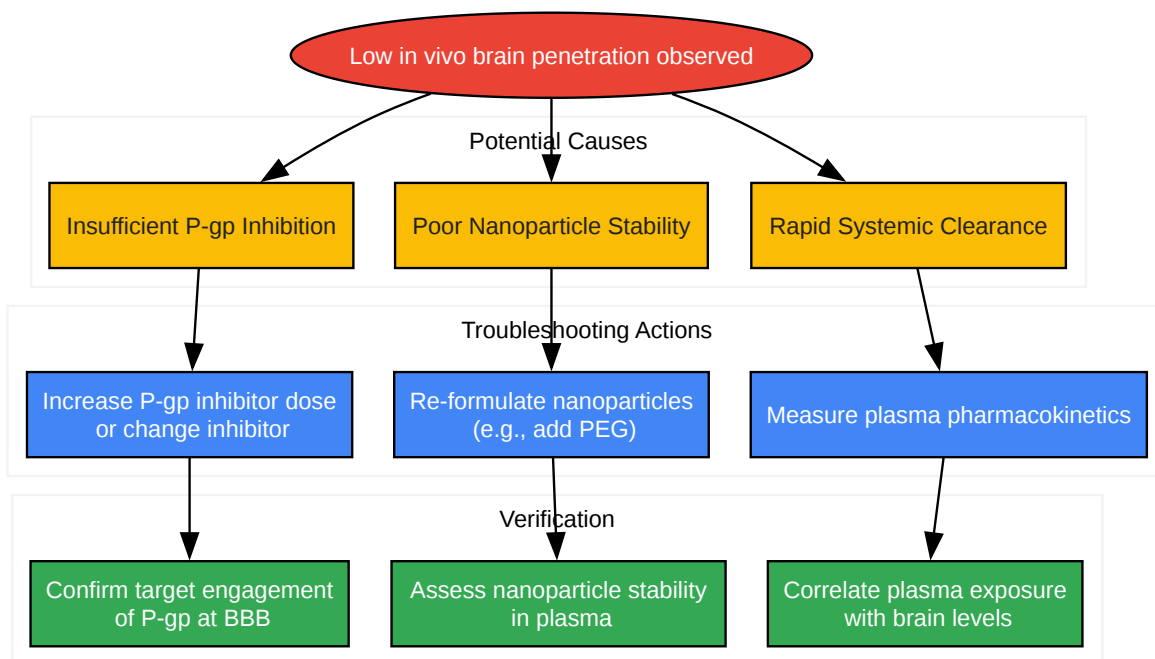 Low in vivo brain penetration observed
Potential Causes
Insufficient P-gp Inhibition
Poor Nanoparticle Stability
Rapid Systemic Clearance
Troubleshooting Actions
Increase P-gp inhibitor dose
or change inhibitor
Re-formulate nanoparticles
(e.g., add PEG)
Measure plasma pharmacokinetics
Verification
Confirm target engagement
of P-gp at BBB
Assess nanoparticle stability
in plasma
Correlate plasma exposure
with brain levels